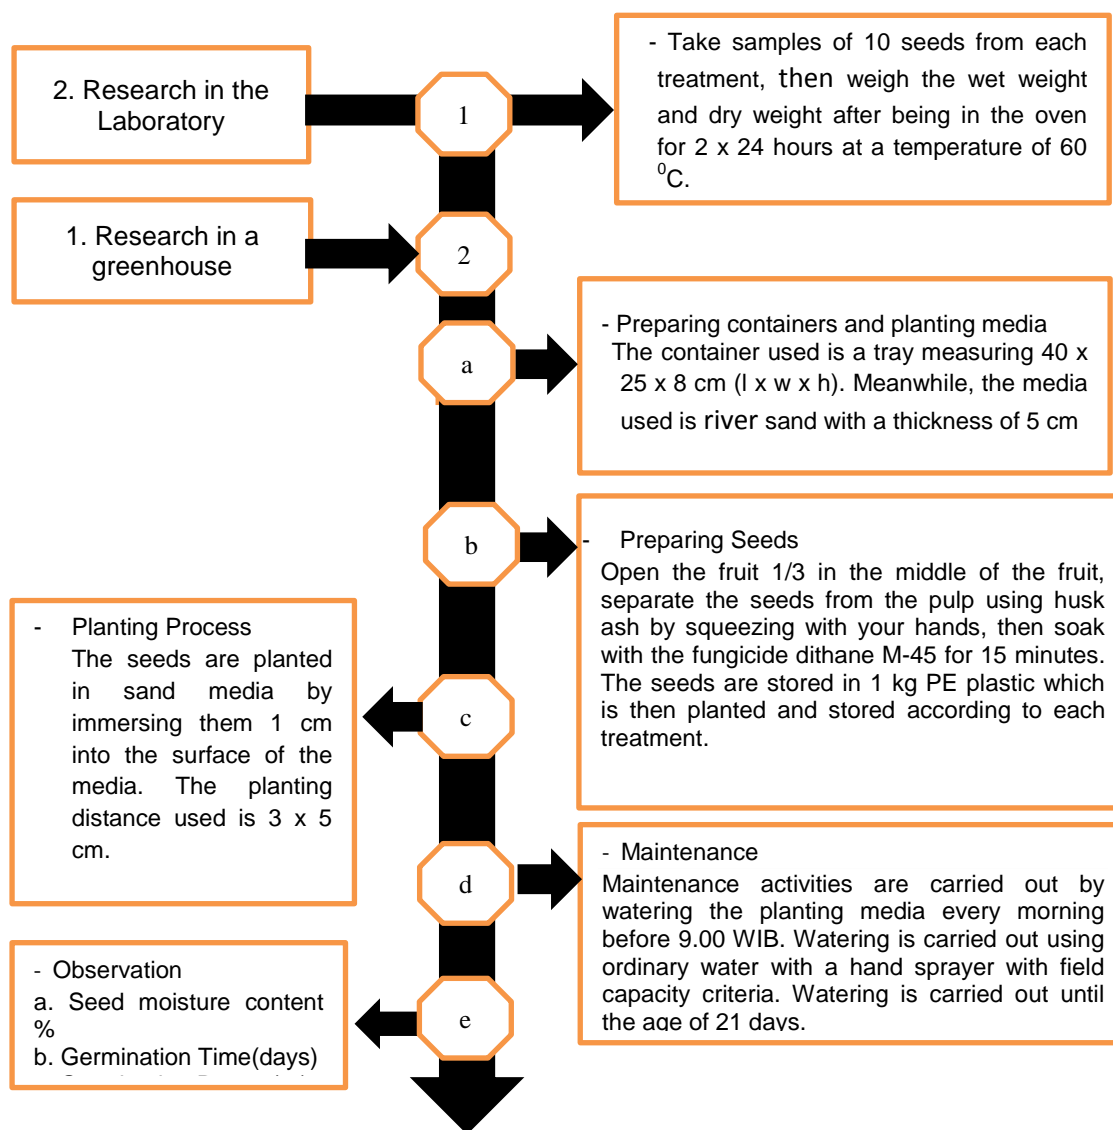 2. Research in the
Laboratory
1
- Take samples of 10 seeds from each
treatment, then weigh the wet weight
and dry weight after being in the oven
for 2 x 24 hours at a temperature of 60
⁰C.
1. Research in a
greenhouse
2
a
- Preparing containers and planting media
The container used is a tray measuring 40 x
25 x 8 cm (l x w x h). Meanwhile, the media
used is river sand with a thickness of 5 cm
b
- Preparing Seeds
Open the fruit 1/3 in the middle of the fruit,
separate the seeds from the pulp using husk
ash by squeezing with your hands, then soak
with the fungicide dithane M-45 for 15 minutes.
The seeds are stored in 1 kg PE plastic which
is then planted and stored according to each
treatment.
- Planting Process
The seeds are planted
in sand media by
immersing them 1 cm
into the surface of the
media. The planting
distance used is 3 x 5
cm.
c
d
- Maintenance
Maintenance activities are carried out by
watering the planting media every morning
before 9.00 WIB. Watering is carried out using
ordinary water with a hand sprayer with field
capacity criteria. Watering is carried out until
the age of 21 days.
- Observation
a. Seed moisture content
%
b. Germination Time(days)
e